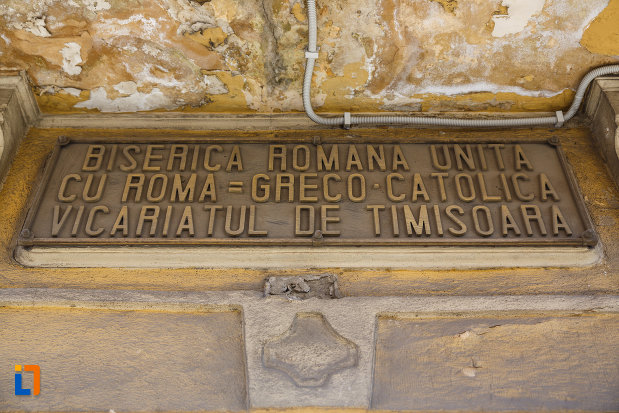 BISERICA ROMANA UNITA
CU ROMA=GRECO·CATOLICA
VICARIATUL DE TIMISOARA